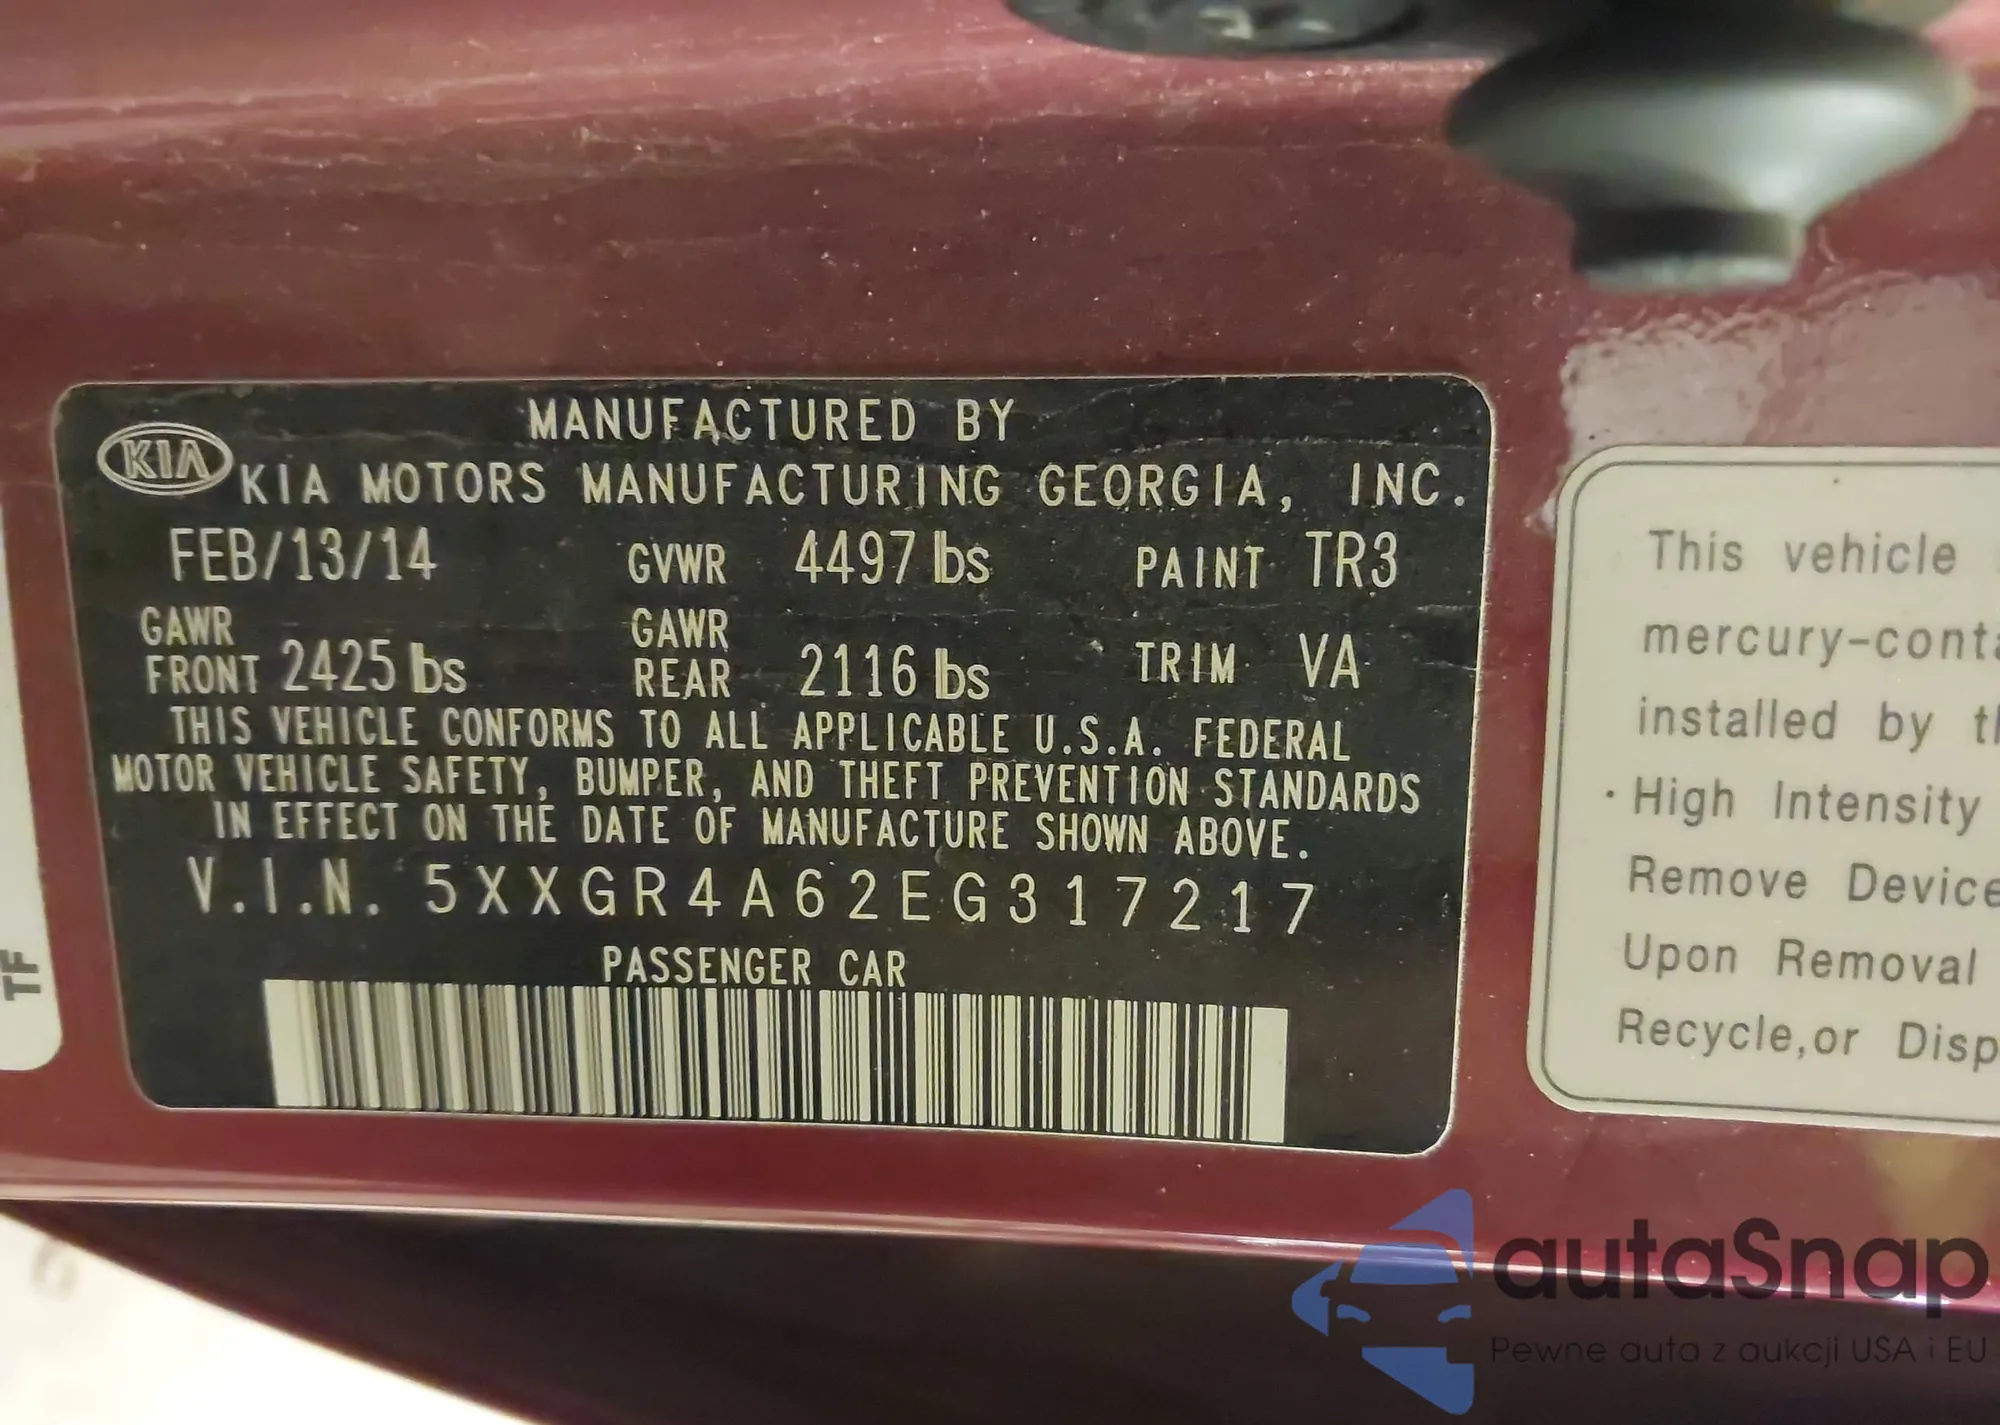 MANUFACTURED BY
KIA KIA MOTORS MANUFACTURING GEORGIA, INC.
FEB/13/14 GVWR 4497 lbs PAINT TR3
GAWR FRONT 2425 lbs GAWR REAR 2116 lbs TRIM VA
THIS VEHICLE CONFORMS TO ALL APPLICABLE U.S.A. FEDERAL
MOTOR VEHICLE SAFETY, BUMPER, AND THEFT PREVENTION STANDARDS
IN EFFECT ON THE DATE OF MANUFACTURE SHOWN ABOVE.
V.I.N. 5XXGR4A62EG317217
PASSENGER CAR
TF
This vehicle
mercury-conta
installed by th
· High Intensity
Remove Device
Upon Removal
Recycle,or Disp
autaSnap
Pewne auta z aukcji USA i EU